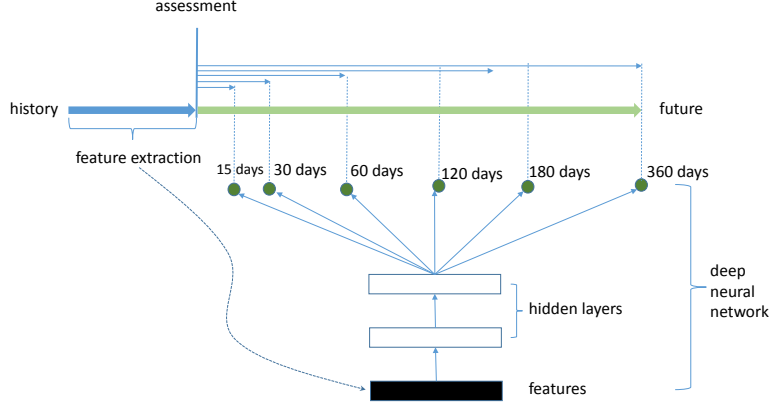 assessment
history
future
feature extraction
15 days
30 days
60 days
120 days
180 days
360 days
deep
neural
network
hidden layers
features